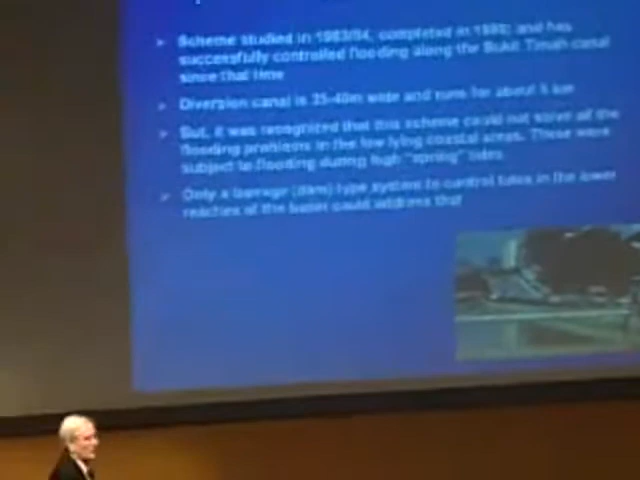 ➢ Scheme studied in 1983/84, completed in and has
successfully controlled flooding along the Bukit Timah canal
since that time
➢ Diversion canal is 35-40m wide and runs for about 5 km
➢ But, it was recognized that this scheme could not solve all the
flooding problems in the low lying coastal areas. These were
subject to flooding during high "spring" tides
➢ Only a barrage (dam) type system to control tides in the lower
reaches of the basin could address that